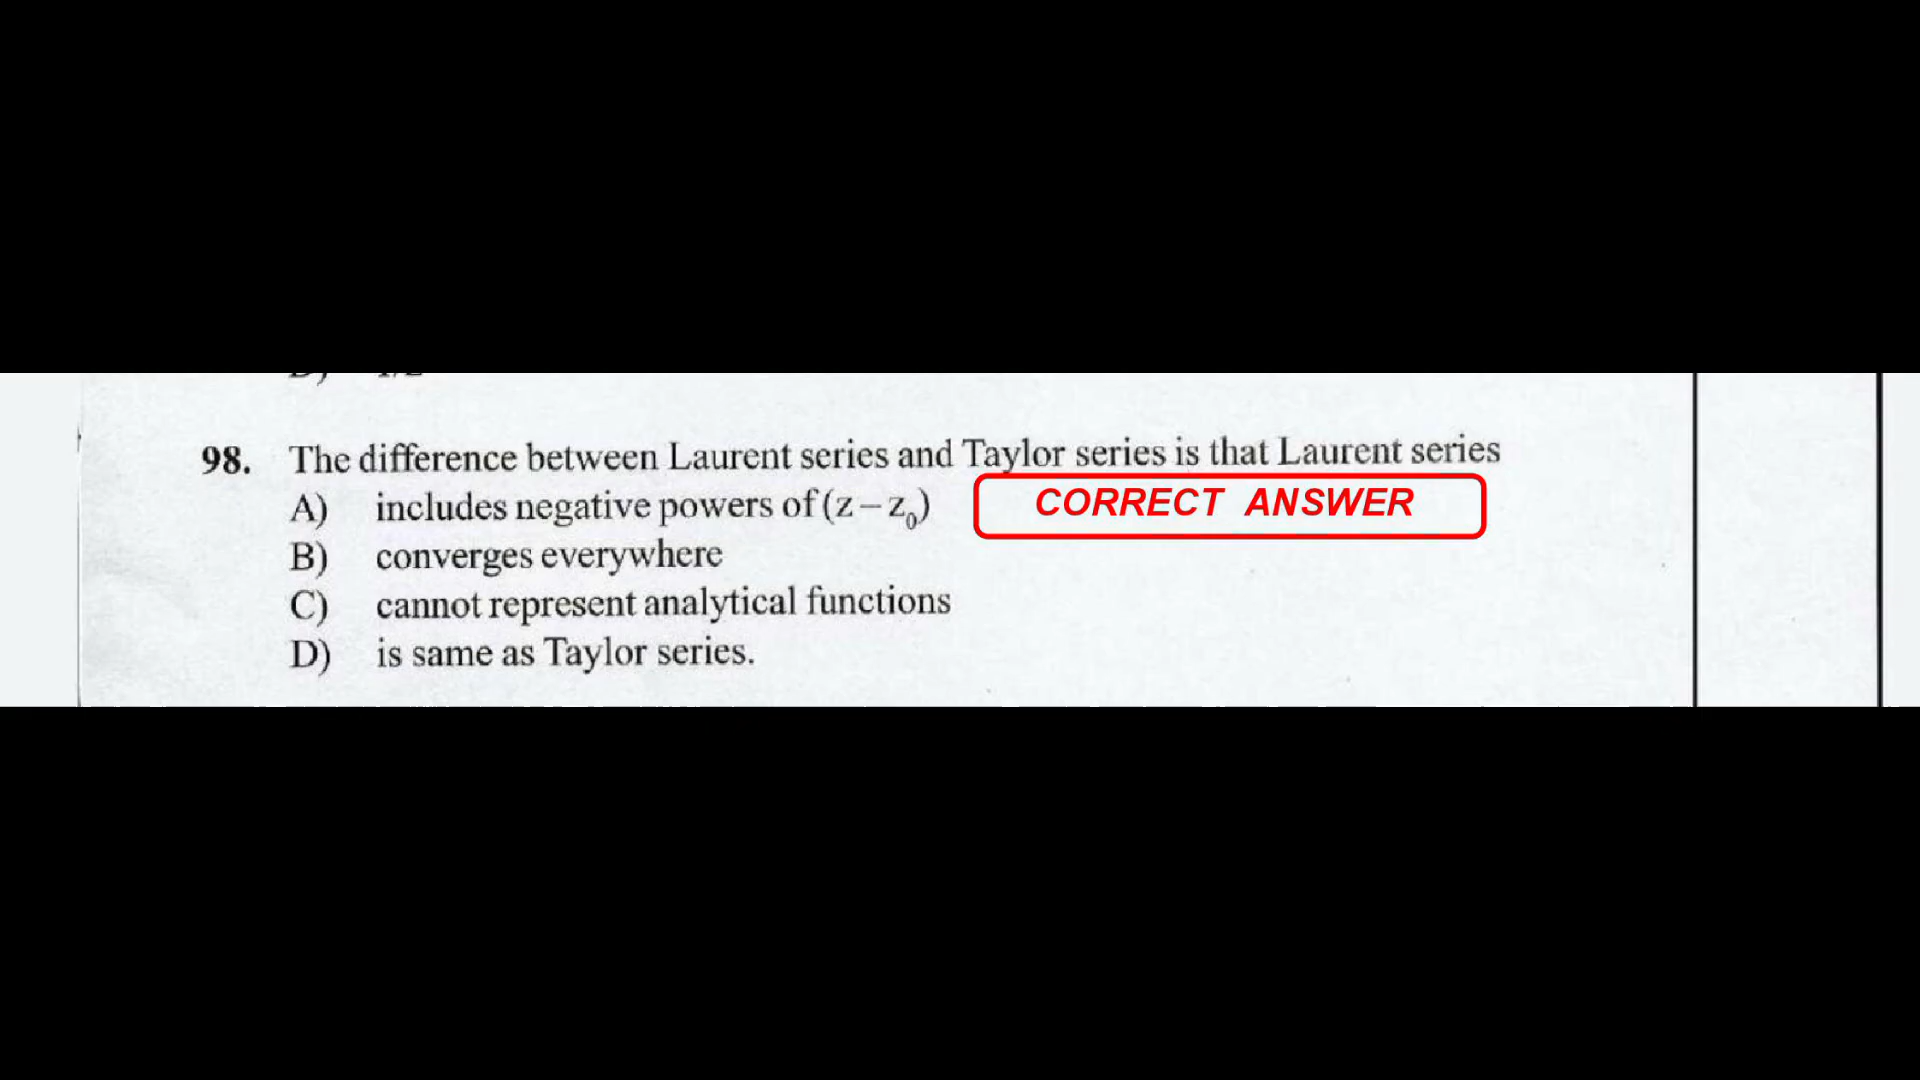 98. The difference between Laurent series and Taylor series is that Laurent series
A) includes negative powers of (z – z₀) CORRECT ANSWER
B) converges everywhere
C) cannot represent analytical functions
D) is same as Taylor series.